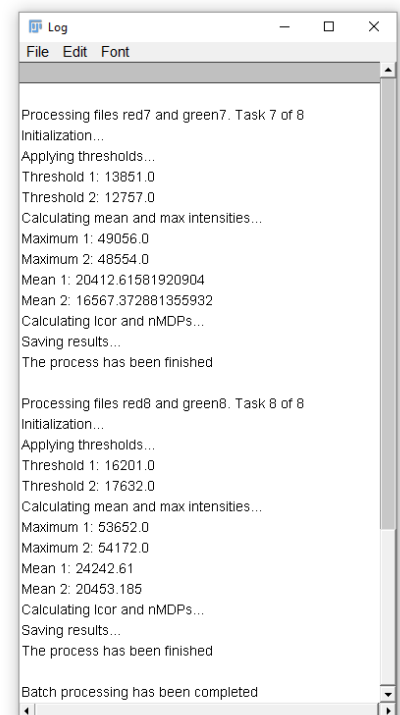 Log
File Edit Font
Processing files red7 and green7. Task 7 of 8
Initialization...
Applying thresholds...
Threshold 1: 13851.0
Threshold 2: 12757.0
Calculating mean and max intensities...
Maximum 1: 49056.0
Maximum 2: 48554.0
Mean 1: 20412.61581920904
Mean 2: 16567.372881355932
Calculating Icor and nMDPs...
Saving results...
The process has been finished
Processing files red8 and green8. Task 8 of 8
Initialization...
Applying thresholds...
Threshold 1: 16201.0
Threshold 2: 17632.0
Calculating mean and max intensities...
Maximum 1: 53652.0
Maximum 2: 54172.0
Mean 1: 24242.61
Mean 2: 20453.185
Calculating Icor and nMDPs...
Saving results...
The process has been finished
Batch processing has been completed